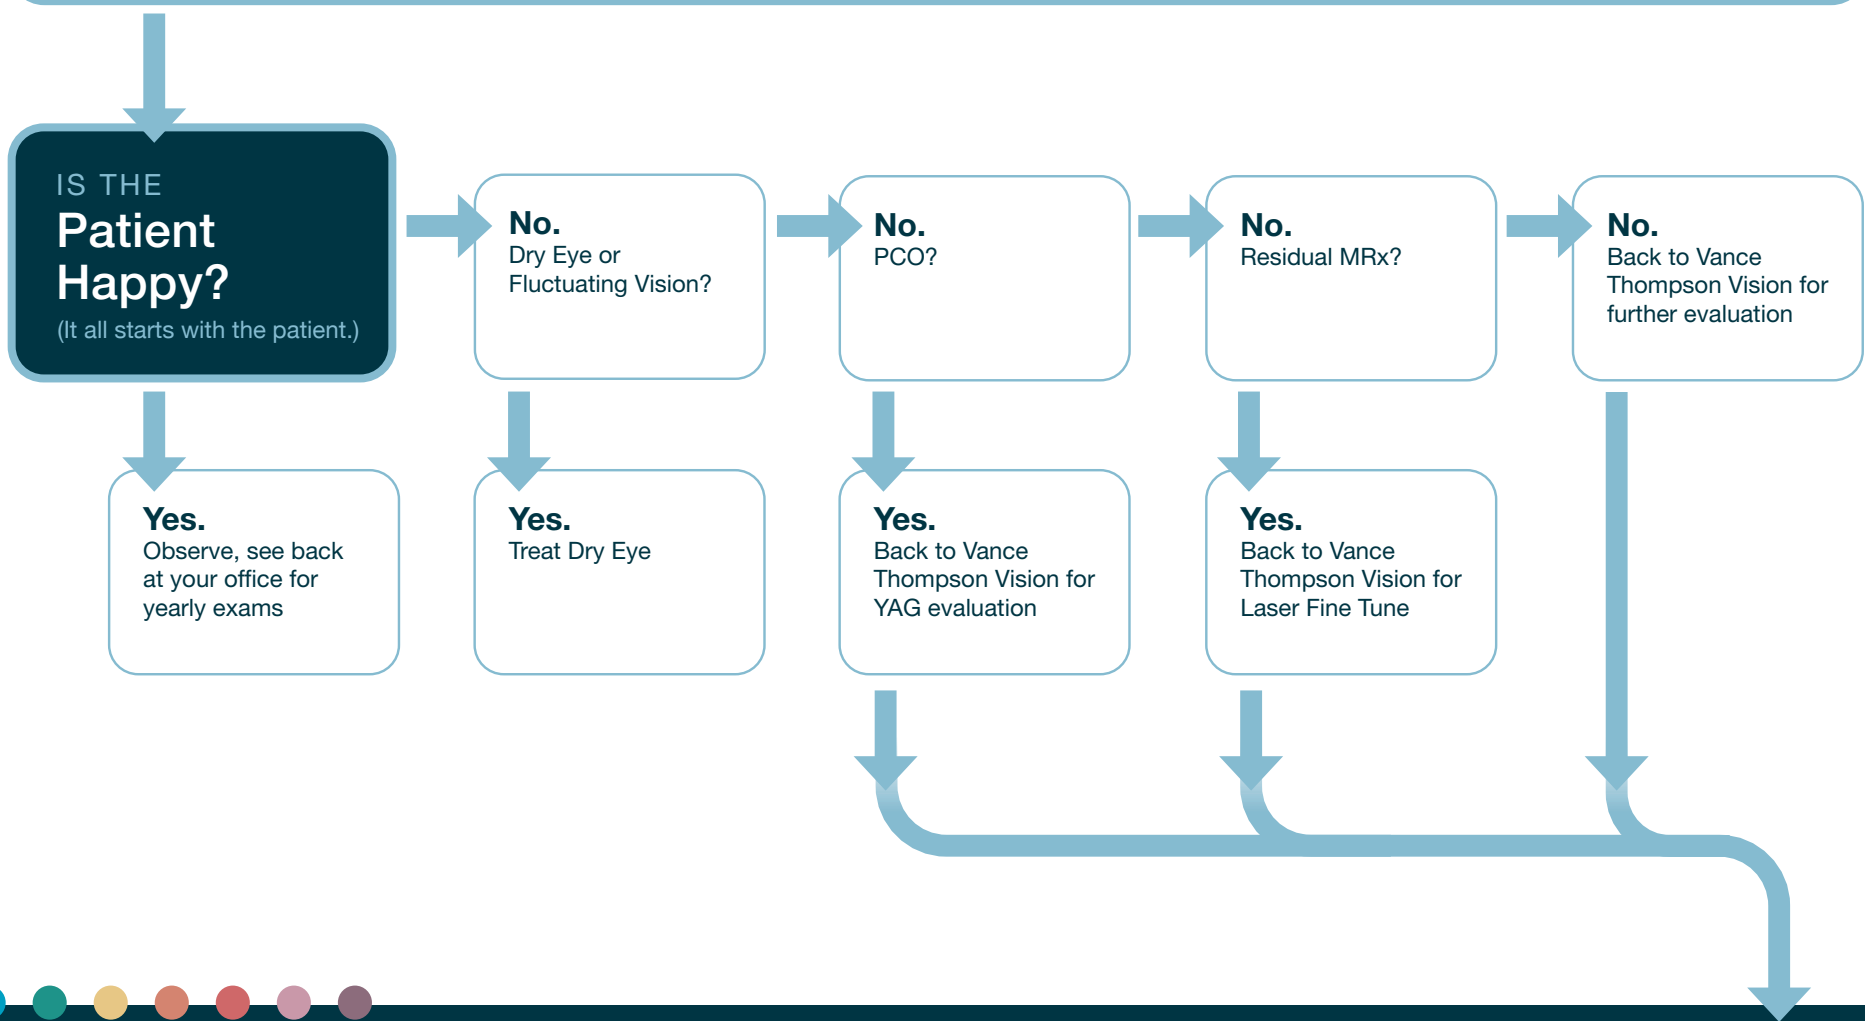 IS THE
Patient
Happy?
(It all starts with the patient.)
No.
Dry Eye or
Fluctuating Vision?
No.
PCO?
No.
Residual MRx?
No.
Back to Vance
Thompson Vision for
further evaluation
Yes.
Observe, see back
at your office for
yearly exams
Yes.
Treat Dry Eye
Yes.
Back to Vance
Thompson Vision for
YAG evaluation
Yes.
Back to Vance
Thompson Vision for
Laser Fine Tune